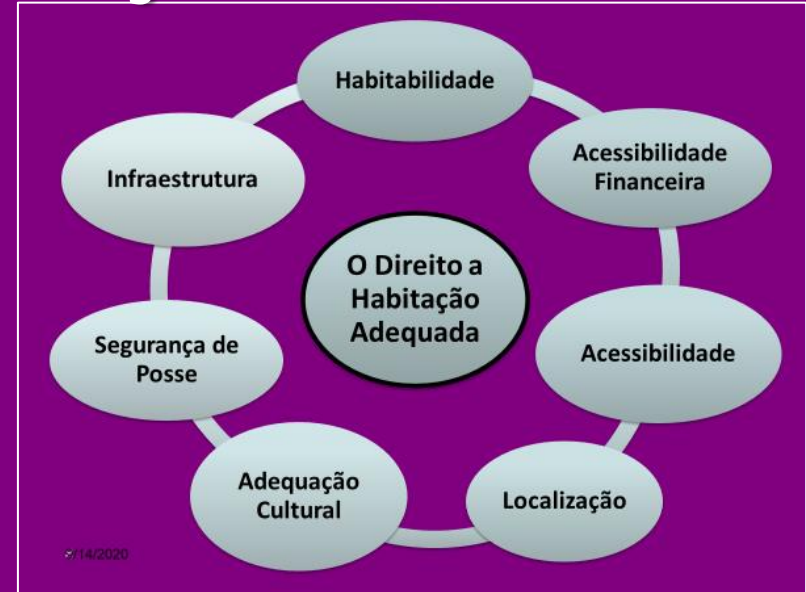 Habitabilidade
Acessibilidade
Financeira
Acessibilidade
Localização
Adequação
Cultural
Segurança de
Posse
Infraestrutura
O Direito a
Habitação
Adequada